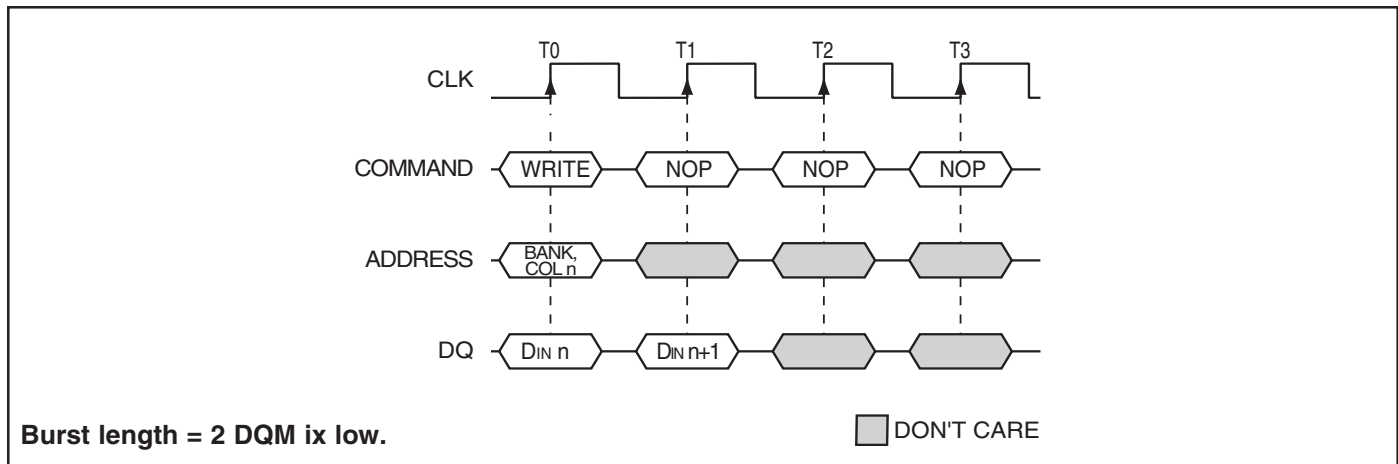 T0 T1 T2 T3
CLK
COMMAND WRITE NOP NOP NOP
ADDRESS BANK,
COL n
DQ DIN n DIN n+1
Burst length = 2 DQM ix low.
DON'T CARE